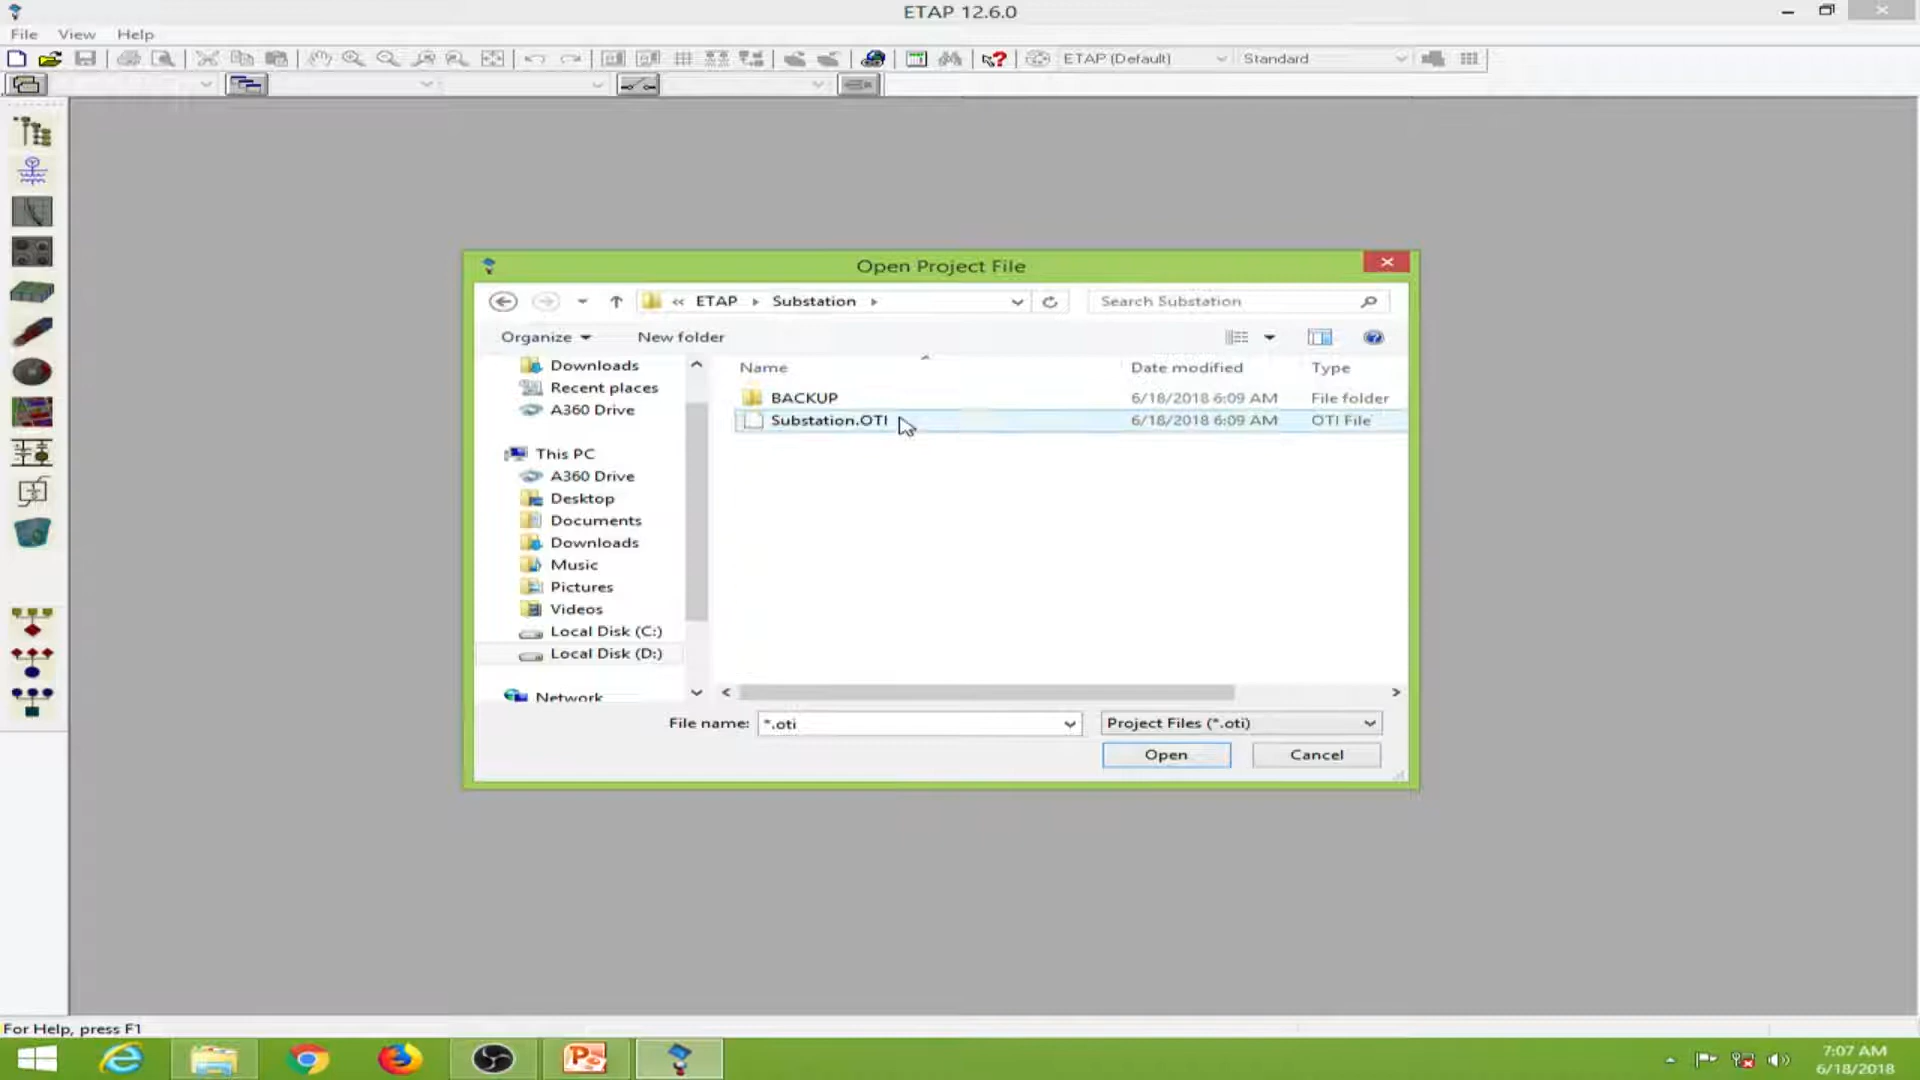 ETAP 12.6.0
File View Help
ETAP (Default) Standard
Open Project File
« ETAP Substation Search Substation
Organize New folder
Name Date modified Type
BACKUP 6/18/2018 6:09 AM File folder
Substation.OTI 6/18/2018 6:09 AM OTI File
Downloads
Recent places
A360 Drive
This PC
A360 Drive
Desktop
Documents
Downloads
Music
Pictures
Videos
Local Disk (C:)
Local Disk (D:)
Network
File name: *.oti Project Files (*.oti)
Open Cancel
For Help, press F1
7:07 AM
6/18/2018